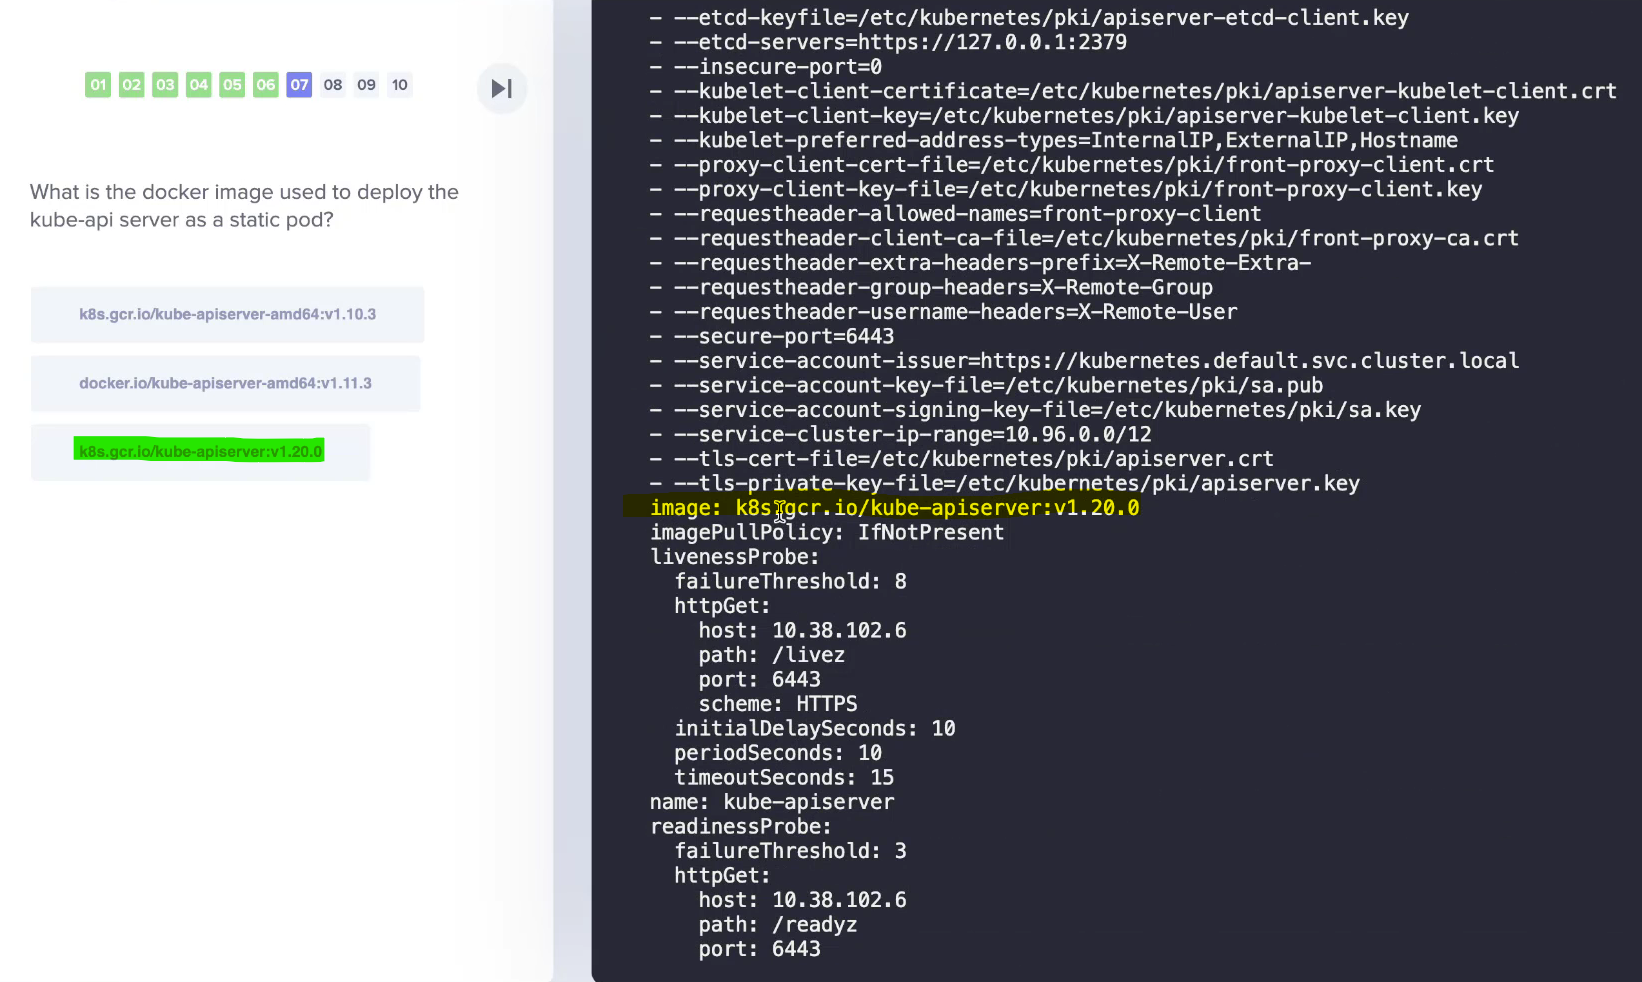 01 02 03 04 05 06 07 08 09 10
What is the docker image used to deploy the
kube-api server as a static pod?
k8s.gcr.io/kube-apiserver-amd64:v1.10.3
docker.io/kube-apiserver-amd64:v1.11.3
k8s.gcr.io/kube-apiserver:v1.20.0
- --etcd-keyfile=/etc/kubernetes/pki/apiserver-etcd-client.key
- --etcd-servers=https://127.0.0.1:2379
- --insecure-port=0
- --kubelet-client-certificate=/etc/kubernetes/pki/apiserver-kubelet-client.crt
- --kubelet-client-key=/etc/kubernetes/pki/apiserver-kubelet-client.key
- --kubelet-preferred-address-types=InternalIP,ExternalIP,Hostname
- --proxy-client-cert-file=/etc/kubernetes/pki/front-proxy-client.crt
- --proxy-client-key-file=/etc/kubernetes/pki/front-proxy-client.key
- --requestheader-allowed-names=front-proxy-client
- --requestheader-client-ca-file=/etc/kubernetes/pki/front-proxy-ca.crt
- --requestheader-extra-headers-prefix=X-Remote-Extra-
- --requestheader-group-headers=X-Remote-Group
- --requestheader-username-headers=X-Remote-User
- --secure-port=6443
- --service-account-issuer=https://kubernetes.default.svc.cluster.local
- --service-account-key-file=/etc/kubernetes/pki/sa.pub
- --service-account-signing-key-file=/etc/kubernetes/pki/sa.key
- --service-cluster-ip-range=10.96.0.0/12
- --tls-cert-file=/etc/kubernetes/pki/apiserver.crt
- --tls-private-key-file=/etc/kubernetes/pki/apiserver.key
image: k8s.gcr.io/kube-apiserver:v1.20.0
imagePullPolicy: IfNotPresent
livenessProbe:
failureThreshold: 8
httpGet:
host: 10.38.102.6
path: /livez
port: 6443
scheme: HTTPS
initialDelaySeconds: 10
periodSeconds: 10
timeoutSeconds: 15
name: kube-apiserver
readinessProbe:
failureThreshold: 3
httpGet:
host: 10.38.102.6
path: /readyz
port: 6443